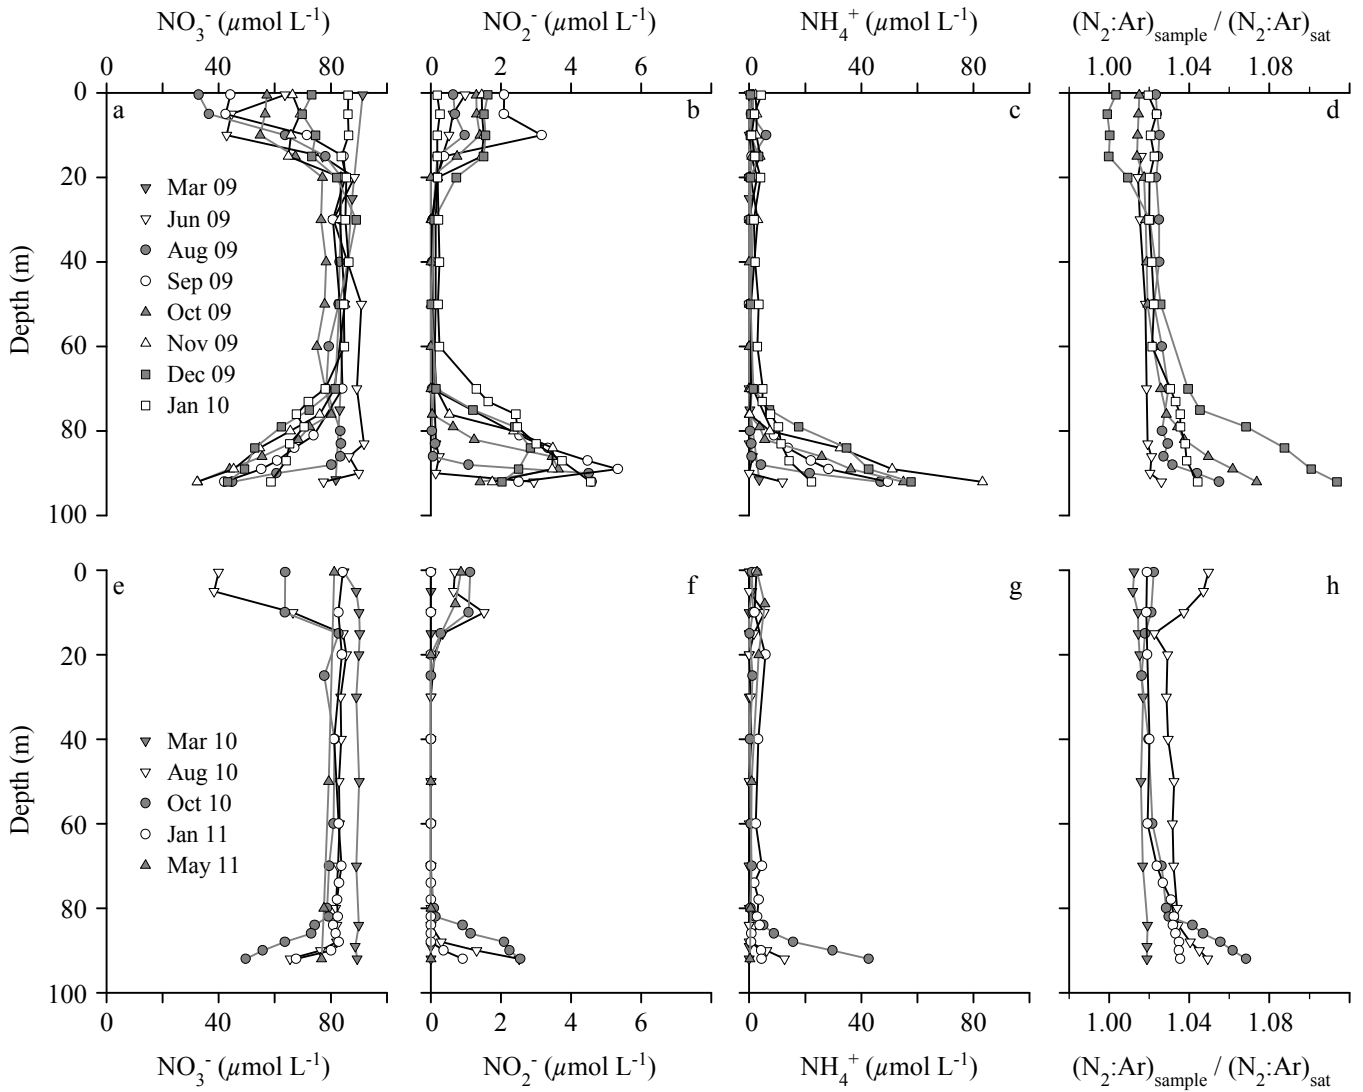 NO₃⁻ (µmol L⁻¹) NO₂⁻ (µmol L⁻¹) NH₄⁺ (µmol L⁻¹) (N₂:Ar)sample / (N₂:Ar)sat
0 40 80 0 2 4 6 0 40 80 1.00 1.04 1.08
0 a b c d
20
Mar 09
Jun 09
Aug 09
Sep 09
40
Oct 09
Nov 09
60
Dec 09
Jan 10
80
100
Depth (m)
0 e f g h
20
40
Mar 10
Aug 10
Oct 10
60
Jan 11
May 11
80
100
Depth (m)
0 40 80 0 2 4 6 0 40 80 1.00 1.04 1.08
NO₃⁻ (µmol L⁻¹) NO₂⁻ (µmol L⁻¹) NH₄⁺ (µmol L⁻¹) (N₂:Ar)sample / (N₂:Ar)sat